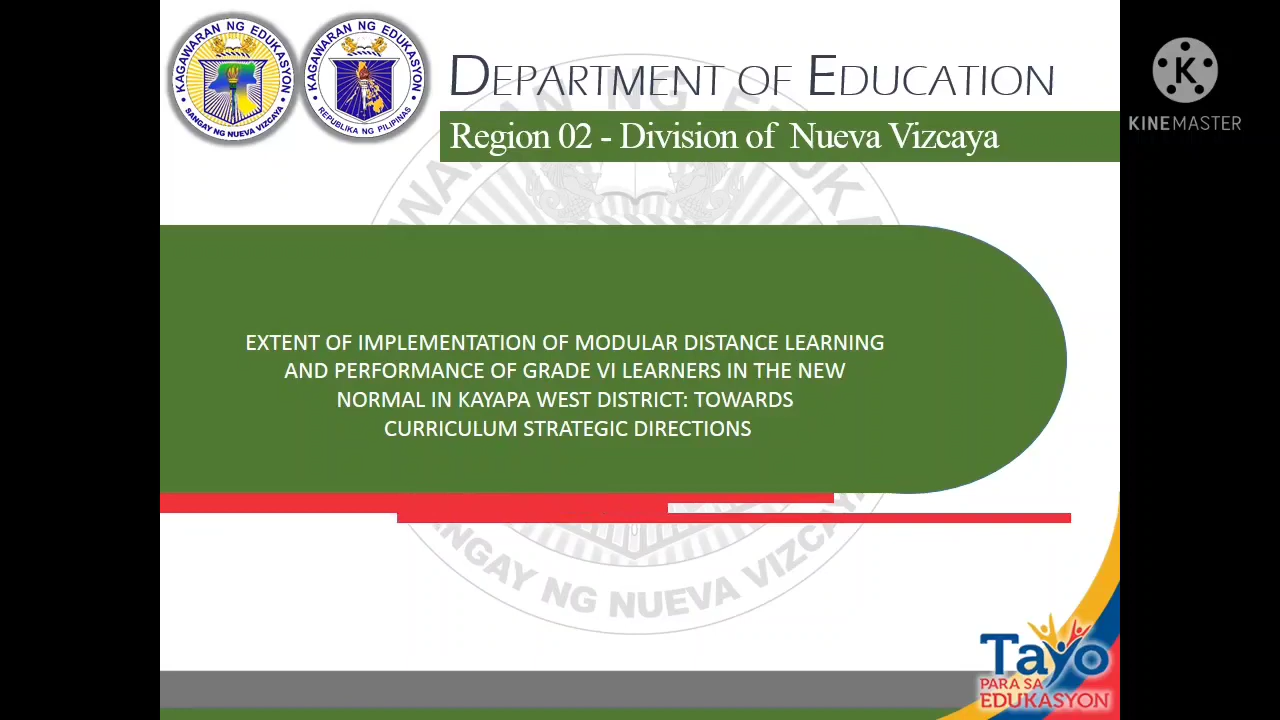 KAGAWARAN NG EDUKASYON
SANGAY NG NUEVA VIZCAYA
KAGAWARAN NG EDUKASYON
REPUBLIKA NG PILIPINAS
DEPARTMENT OF EDUCATION
Region 02 - Division of Nueva Vizcaya
K
KINEMASTER
EXTENT OF IMPLEMENTATION OF MODULAR DISTANCE LEARNING
AND PERFORMANCE OF GRADE VI LEARNERS IN THE NEW
NORMAL IN KAYAPA WEST DISTRICT: TOWARDS
CURRICULUM STRATEGIC DIRECTIONS
SANGAY NG NUEVA VIZCAYA
Tayo
PARA SA
EDUKASYON